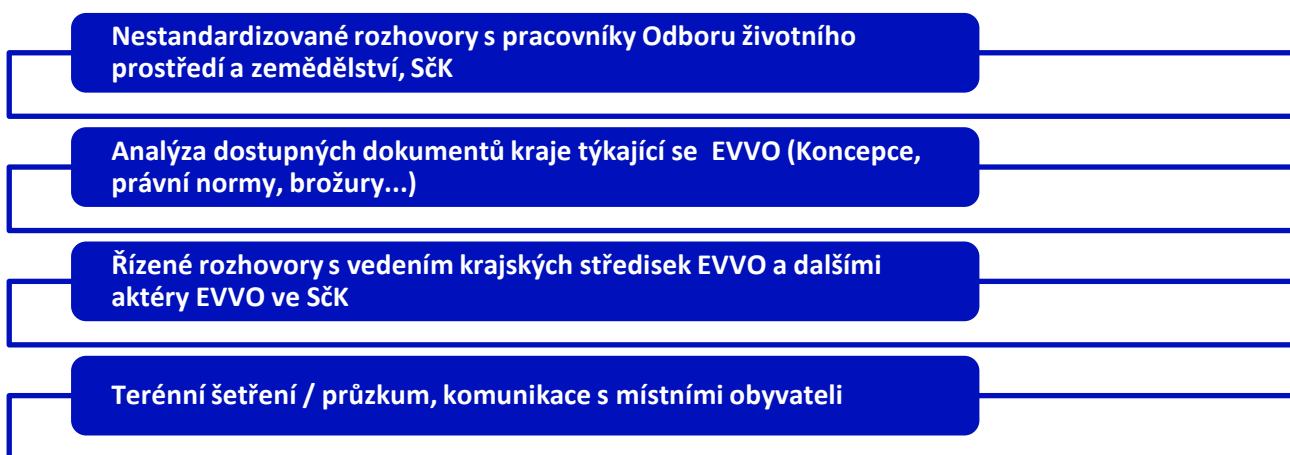 Nestandardizované rozhovory s pracovníky Odboru životního
prostředí a zemědělství, SčK
Analýza dostupných dokumentů kraje týkající se  EVVO (Koncepce,
právní normy, brožury...)
Řízené rozhovory s vedením krajských středisek EVVO a dalšími
aktéry EVVO ve SčK
Terénní šetření / průzkum, komunikace s místními obyvateli